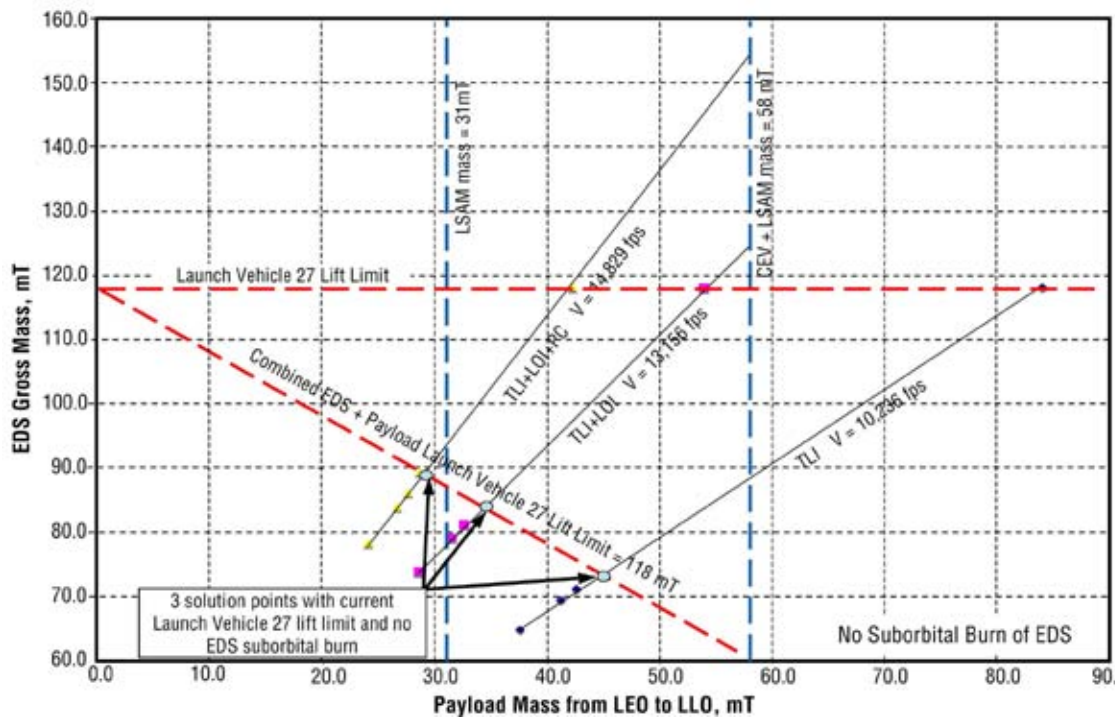 160.0
150.0
140.0
130.0
120.0
110.0
100.0
90.0
80.0
70.0
60.0
EDS Gross Mass, mT
0.0
10.0
20.0
30.0
40.0
50.0
60.0
70.0
80.0
90.
Payload Mass from LEO to LLO, mT
LSAM mass = 31mT
CEV + LSAM mass = 58 mT
Launch Vehicle 27 Lift Limit
Combined EDS + Payload Launch Vehicle 27 Lift Limit = 118 mT
TLI+LOI+PC V = 14,829 fps
TLI+LOI V = 13,156 fps
TLI V = 10,236 fps
3 solution points with current
Launch Vehicle 27 lift limit and no
EDS suborbital burn
No Suborbital Burn of EDS